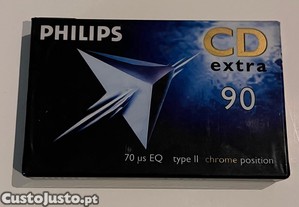 PHILIPS
CD
extra
90
70 µs EQ type II chrome position
CustoJusto.pt